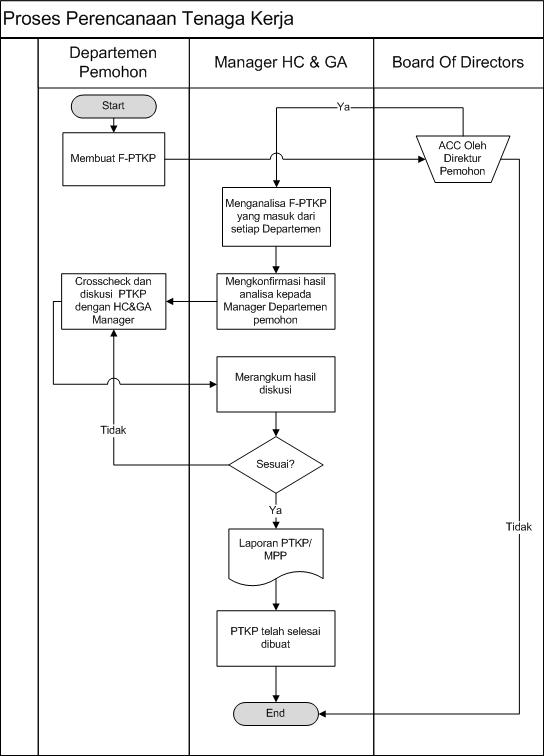 Proses Perencanaan Tenaga Kerja
Departemen
Pemohon
Manager HC & GA
Board Of Directors
Start
Ya
Membuat F-PTKP
ACC Oleh
Direktur
Pemohon
Menganalisa F-PTKP
yang masuk dari
setiap Departemen
Crosscheck dan
diskusi PTKP
dengan HC&GA
Manager
Mengkonfirmasi hasil
analisa kepada
Manager Departemen
pemohon
Merangkum hasil
diskusi
Tidak
Sesuai?
Ya
Tidak
Laporan PTKP/
MPP
PTKP telah selesai
dibuat
End